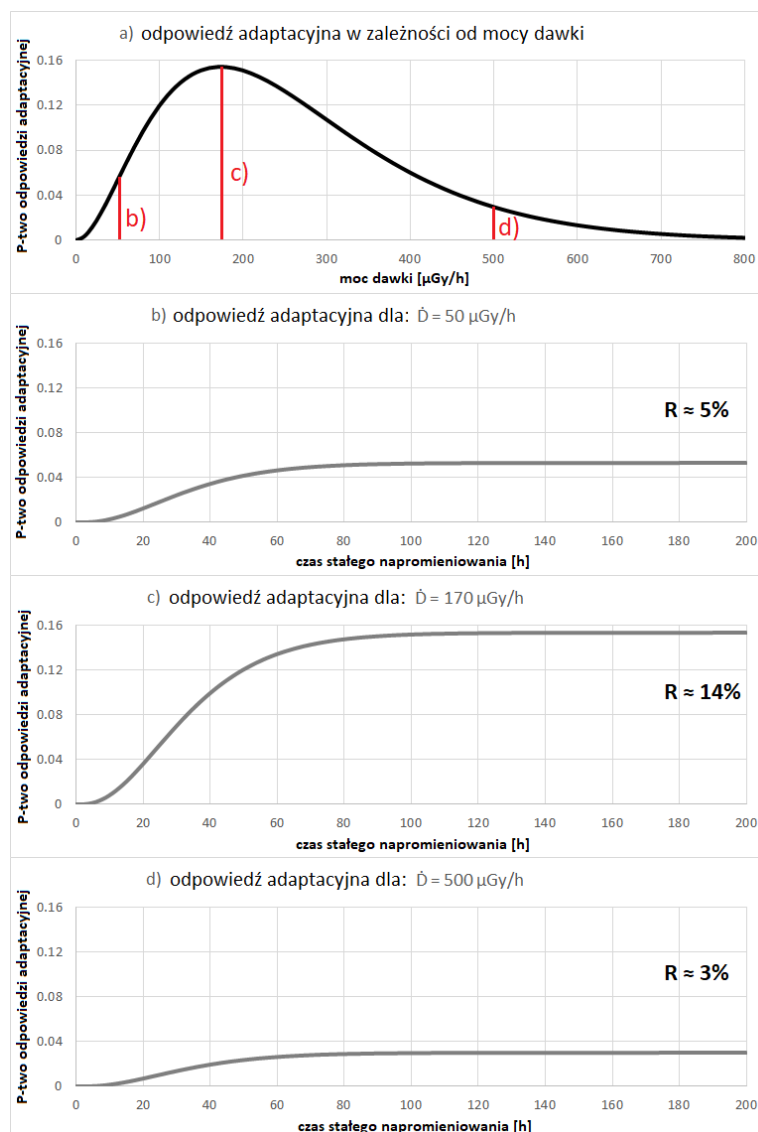 a) odpowiedź adaptacyjna w zależności od mocy dawki
P-two odpowiedzi adaptacyjnej
0.16
0.12
0.08
0.04
0
b)
c)
d)
0 100 200 300 400 500 600 700 800
moc dawki [µGy/h]
b) odpowiedź adaptacyjna dla: Ḋ = 50 µGy/h
P-two odpowiedzi adaptacyjnej
0.16
0.12
0.08
0.04
0
R ≈ 5%
0 20 40 60 80 100 120 140 160 180 200
czas stałego napromieniowania [h]
c) odpowiedź adaptacyjna dla: Ḋ = 170 µGy/h
P-two odpowiedzi adaptacyjnej
0.16
0.12
0.08
0.04
0
R ≈ 14%
0 20 40 60 80 100 120 140 160 180 200
czas stałego napromieniowania [h]
d) odpowiedź adaptacyjna dla: Ḋ = 500 µGy/h
P-two odpowiedzi adaptacyjnej
0.16
0.12
0.08
0.04
0
R ≈ 3%
0 20 40 60 80 100 120 140 160 180 200
czas stałego napromieniowania [h]